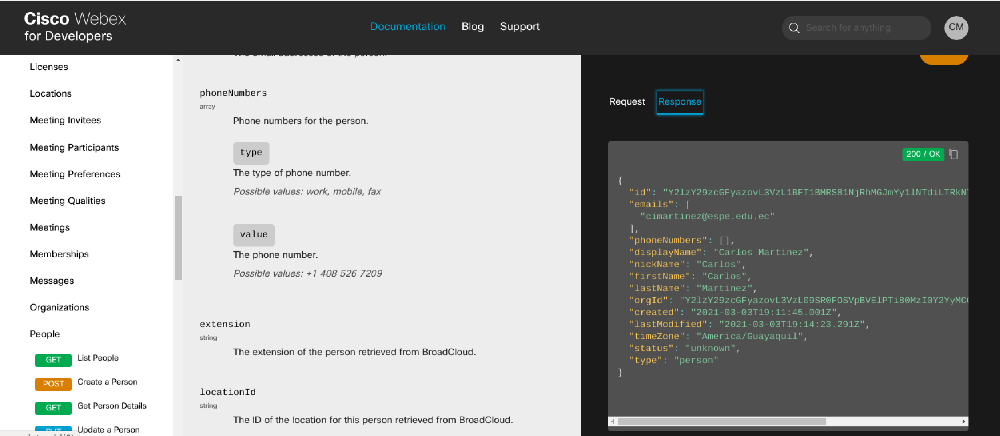 Cisco Webex
for Developers
Documentation
Blog
Support
Search for anything
CM
Licenses
Locations
Meeting Invitees
Meeting Participants
Meeting Preferences
Meeting Qualities
Meetings
Memberships
Messages
Organizations
People
GET List People
POST Create a Person
GET Get Person Details
PUT Update a Person
The email addresses of the person.
phoneNumbers
array
Phone numbers for the person.
type
The type of phone number.
Possible values: work, mobile, fax
value
The phone number.
Possible values: +1 408 526 7209
extension
string
The extension of the person retrieved from BroadCloud.
locationId
string
The ID of the location for this person retrieved from BroadCloud.
Request
Response
200 / OK
{
"id": "Y2lzY29zcGFyazovL3VzL1BFT1BMRS81NjRhMGJmYy1lNTdiLTRkN
"emails": [
"cimartinez@espe.edu.ec"
],
"phoneNumbers": [],
"displayName": "Carlos Martinez",
"nickName": "Carlos",
"firstName": "Carlos",
"lastName": "Martinez",
"orgId": "Y2lzY29zcGFyazovL3VzL09SR0FOSVpBVElPTi80MzI0Y2YyMC
"created": "2021-03-03T19:11:45.001Z",
"lastModified": "2021-03-03T19:14:23.291Z",
"timeZone": "America/Guayaquil",
"status": "unknown",
"type": "person"
}